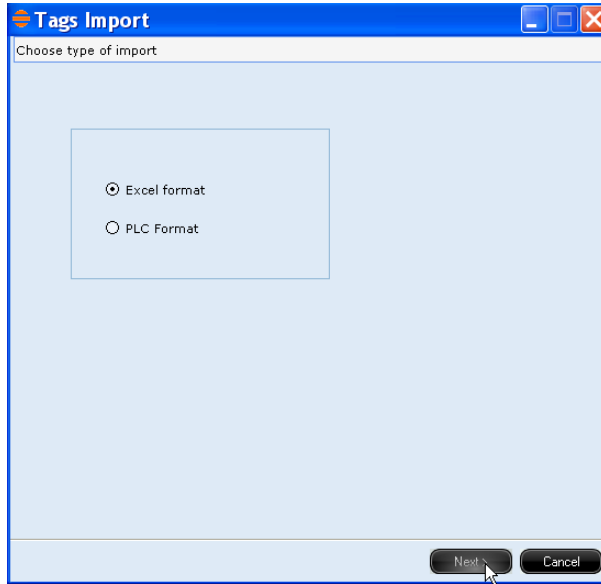 Tags Import
Choose type of import
Excel format
PLC Format
Next >
Cancel